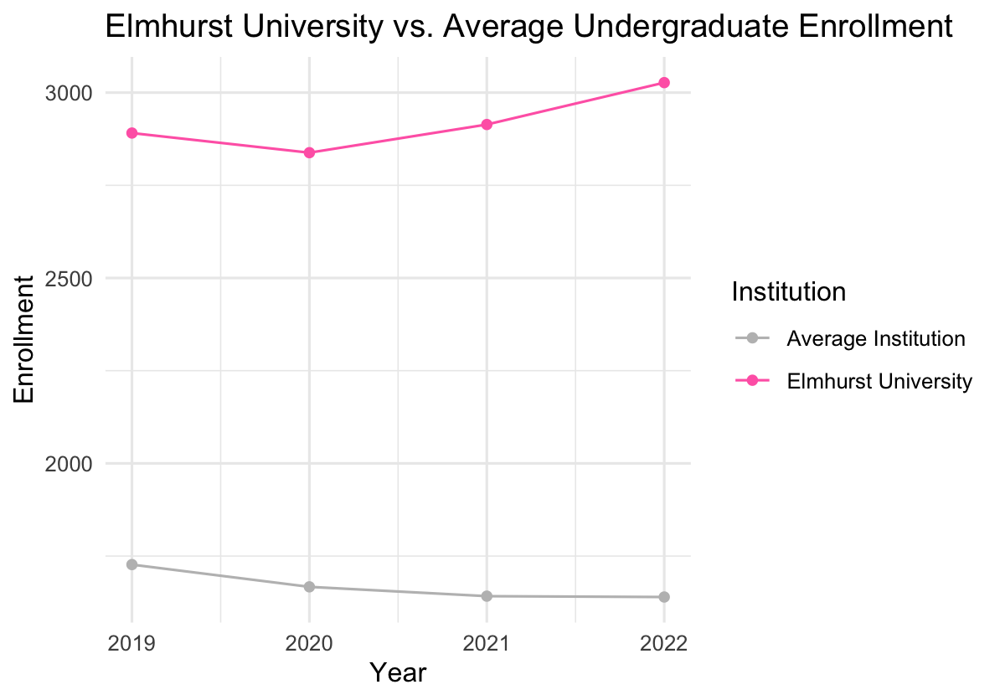 Elmhurst University vs. Average Undergraduate Enrollment
3000
2500
2000
Enrollment
2019
2020
2021
2022
Year
Institution
Average Institution
Elmhurst University